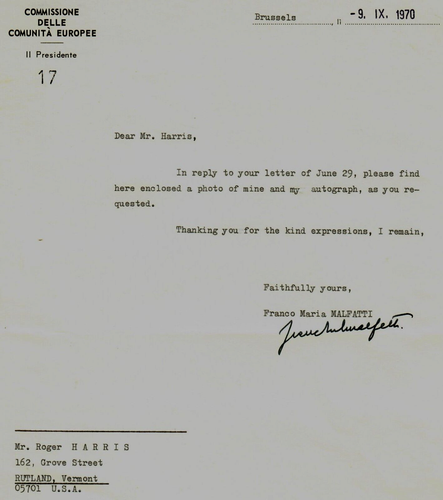 COMMISSIONE
DELLE
COMUNITÀ EUROPEE
Il Presidente
17
Brussels
- 9. IX. 1970
Dear Mr. Harris,
In reply to your letter of June 29, please find
here enclosed a photo of mine and my autograph, as you re-
quested.
Thanking you for the kind expressions, I remain,
Faithfully yours,
Franco Maria MALFATTI
Mr. Roger H A R R I S
162, Grove Street
RUTLAND, Vermont
05701 U.S.A.